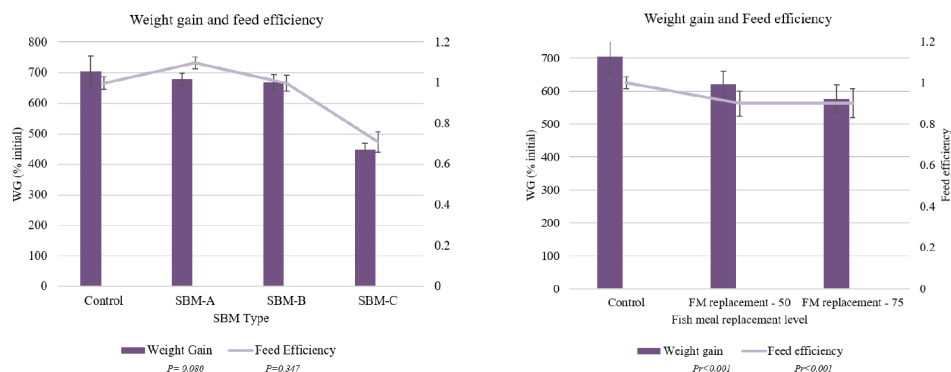 Weight gain and feed efficiency
800
700
600
500
400
300
200
100
0
WG (% initial)
1.2
1
0.8
0.6
0.4
0.2
0
Control SBM-A SBM-B SBM-C
SBM Type
Weight Gain Feed Efficiency
P= 0.080 P=0.347
Weight gain and Feed efficiency
700
600
500
400
300
200
100
0
WG (% initial)
1.2
1
0.8
0.6
0.4
0.2
0
Feed efficiency
Control FM replacement - 50 FM replacement - 75
Fish meal replacement level
Weight gain Feed efficiency
Pr<0.001 Pr<0.001